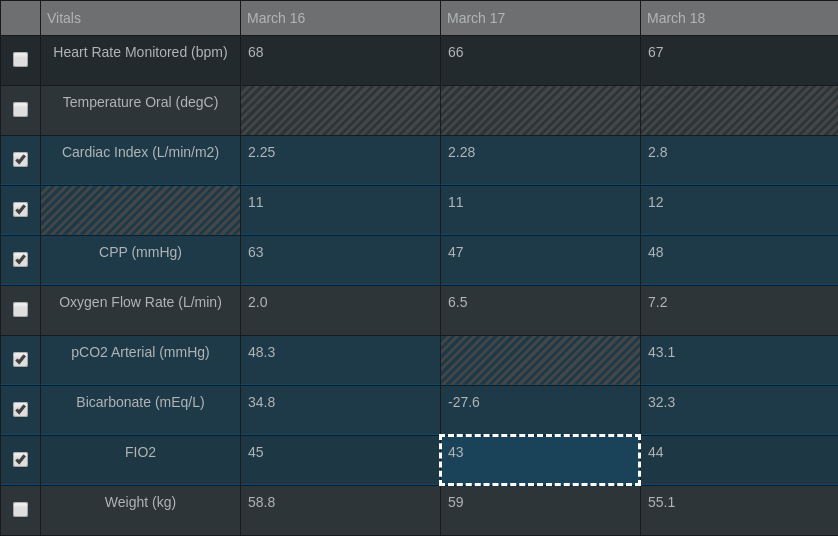 Vitals March 16 March 17 March 18
Heart Rate Monitored (bpm) 68 66 67
Temperature Oral (degC)
Cardiac Index (L/min/m2) 2.25 2.28 2.8
11 11 12
CPP (mmHg) 63 47 48
Oxygen Flow Rate (L/min) 2.0 6.5 7.2
pCO2 Arterial (mmHg) 48.3 43.1
Bicarbonate (mEq/L) 34.8 -27.6 32.3
FIO2 45 43 44
Weight (kg) 58.8 59 55.1